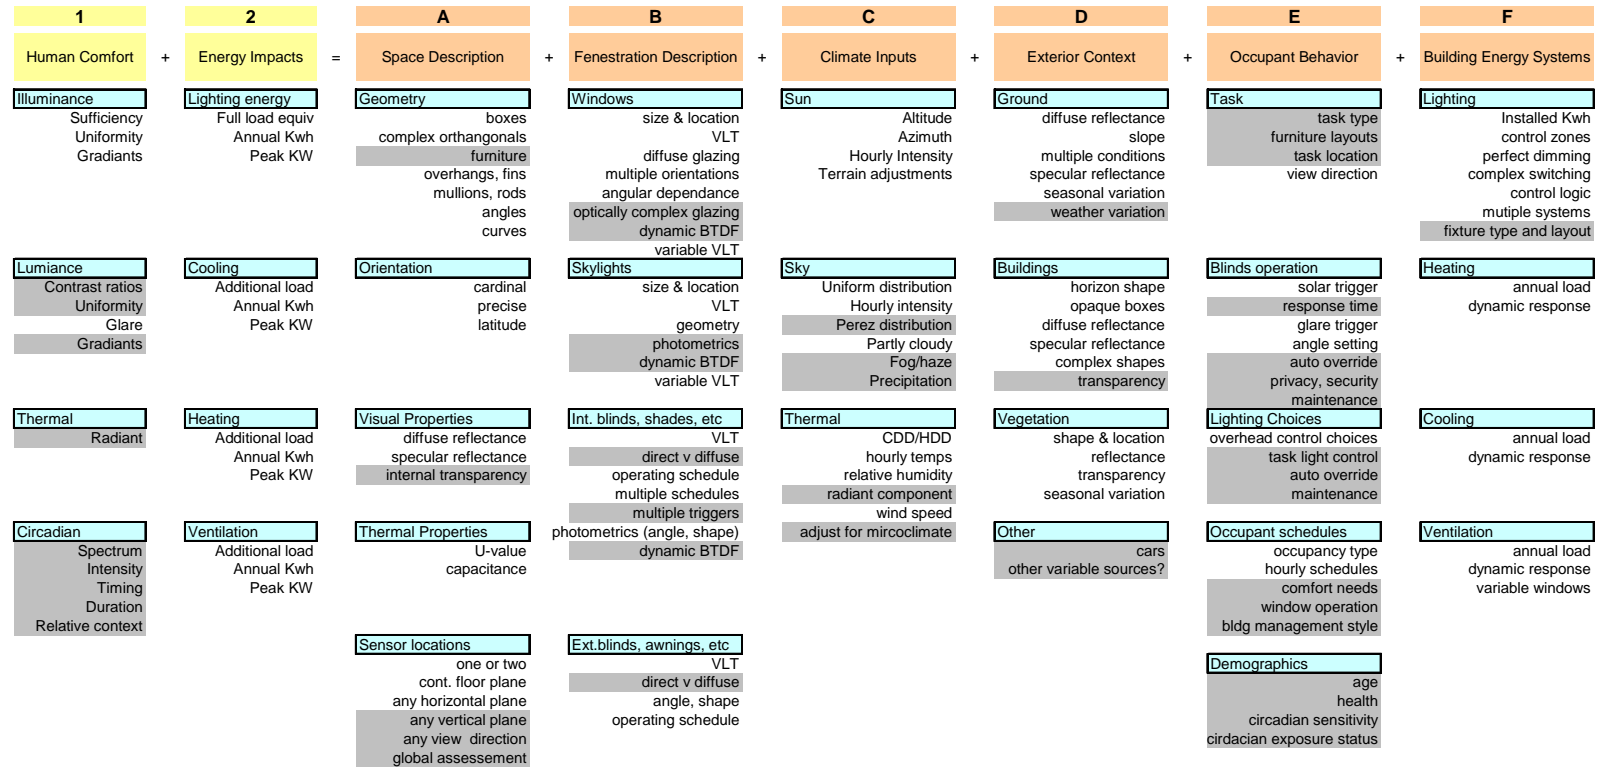 1 2 A B C D E F
Human Comfort + Energy Impacts = Space Description + Fenestration Description + Climate Inputs + Exterior Context + Occupant Behavior + Building Energy Systems
Illuminance
Sufficiency
Uniformity
Gradiants
Lumiance
Contrast ratios
Uniformity
Glare
Gradiants
Thermal
Radiant
Circadian
Spectrum
Intensity
Timing
Duration
Relative context
Lighting energy
Full load equiv
Annual Kwh
Peak KW
Cooling
Additional load
Annual Kwh
Peak KW
Heating
Additional load
Annual Kwh
Peak KW
Ventilation
Additional load
Annual Kwh
Peak KW
Geometry
boxes
complex orthangonals
furniture
overhangs, fins
mullions, rods
angles
curves
Orientation
cardinal
precise
latitude
Visual Properties
diffuse reflectance
specular reflectance
internal transparency
Thermal Properties
U-value
capacitance
Sensor locations
one or two
cont. floor plane
any horizontal plane
any vertical plane
any view direction
global assessement
Windows
size & location
VLT
diffuse glazing
multiple orientations
angular dependance
optically complex glazing
dynamic BTDF
variable VLT
Skylights
size & location
VLT
geometry
photometrics
dynamic BTDF
variable VLT
Int. blinds, shades, etc
VLT
direct v diffuse
operating schedule
multiple schedules
multiple triggers
photometrics (angle, shape)
dynamic BTDF
Ext.blinds, awnings, etc
VLT
direct v diffuse
angle, shape
operating schedule
Sun
Altitude
Azimuth
Hourly Intensity
Terrain adjustments
Sky
Uniform distribution
Hourly intensity
Perez distribution
Partly cloudy
Fog/haze
Precipitation
Thermal
CDD/HDD
hourly temps
relative humidity
radiant component
wind speed
adjust for mircoclimate
Ground
diffuse reflectance
slope
multiple conditions
specular reflectance
seasonal variation
weather variation
Buildings
horizon shape
opaque boxes
diffuse reflectance
specular reflectance
complex shapes
transparency
Vegetation
shape & location
reflectance
transparency
seasonal variation
Other
cars
other variable sources?
Task
task type
furniture layouts
task location
view direction
Blinds operation
solar trigger
response time
glare trigger
angle setting
auto override
privacy, security
maintenance
Lighting Choices
overhead control choices
task light control
auto override
maintenance
Occupant schedules
occupancy type
hourly schedules
comfort needs
window operation
bldg management style
Demographics
age
health
circadian sensitivity
cirdacian exposure status
Lighting
Installed Kwh
control zones
perfect dimming
complex switching
control logic
mutiple systems
fixture type and layout
Heating
annual load
dynamic response
Cooling
annual load
dynamic response
Ventilation
annual load
dynamic response
variable windows